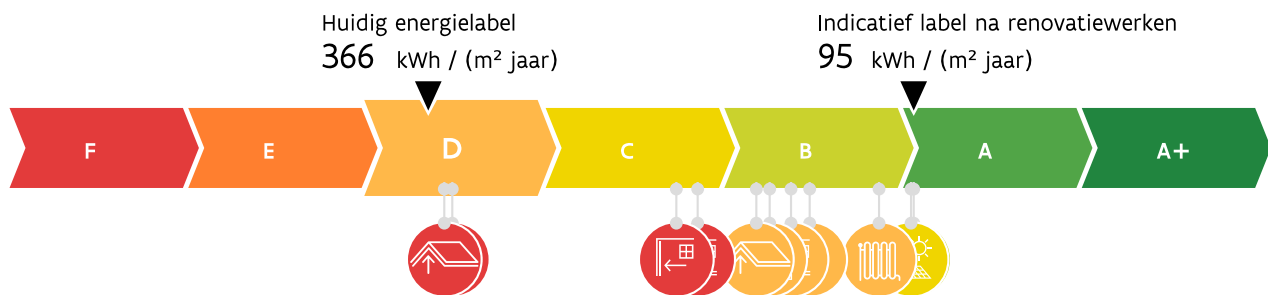 Huidig energielabel
366 kWh / (m² jaar)
Indicatief label na renovatiewerken
95 kWh / (m² jaar)
F
E
D
C
B
A
A+